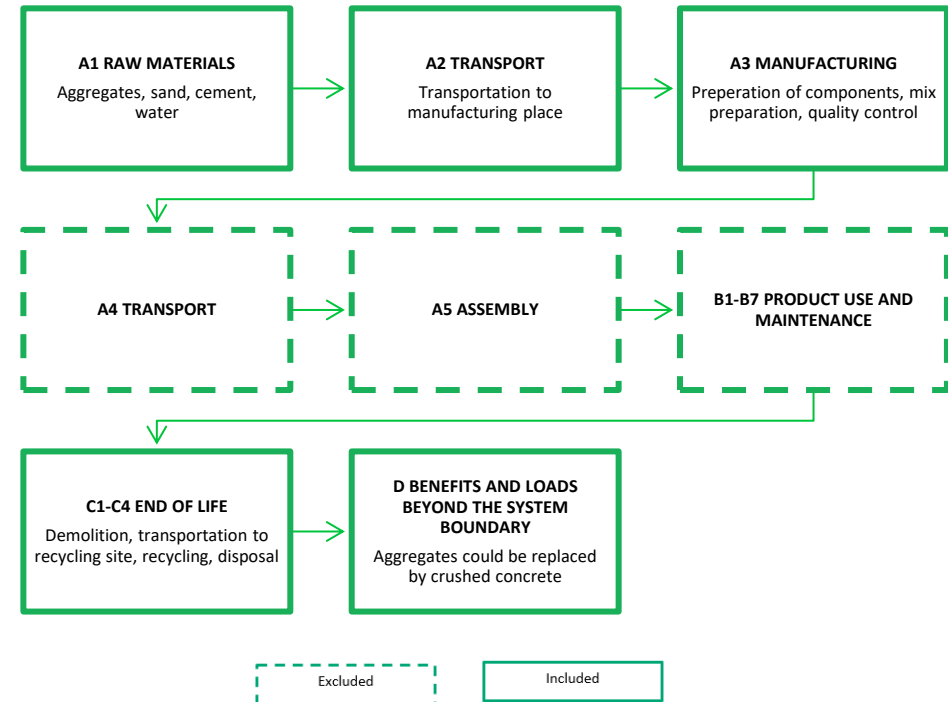 A1 RAW MATERIALS
Aggregates, sand, cement,
water
A2 TRANSPORT
Transportation to
manufacturing place
A3 MANUFACTURING
Preperation of components, mix
preparation, quality control
A4 TRANSPORT
A5 ASSEMBLY
B1-B7 PRODUCT USE AND
MAINTENANCE
C1-C4 END OF LIFE
Demolition, transportation to
recycling site, recycling, disposal
D BENEFITS AND LOADS
BEYOND THE SYSTEM
BOUNDARY
Aggregates could be replaced
by crushed concrete
Excluded
Included